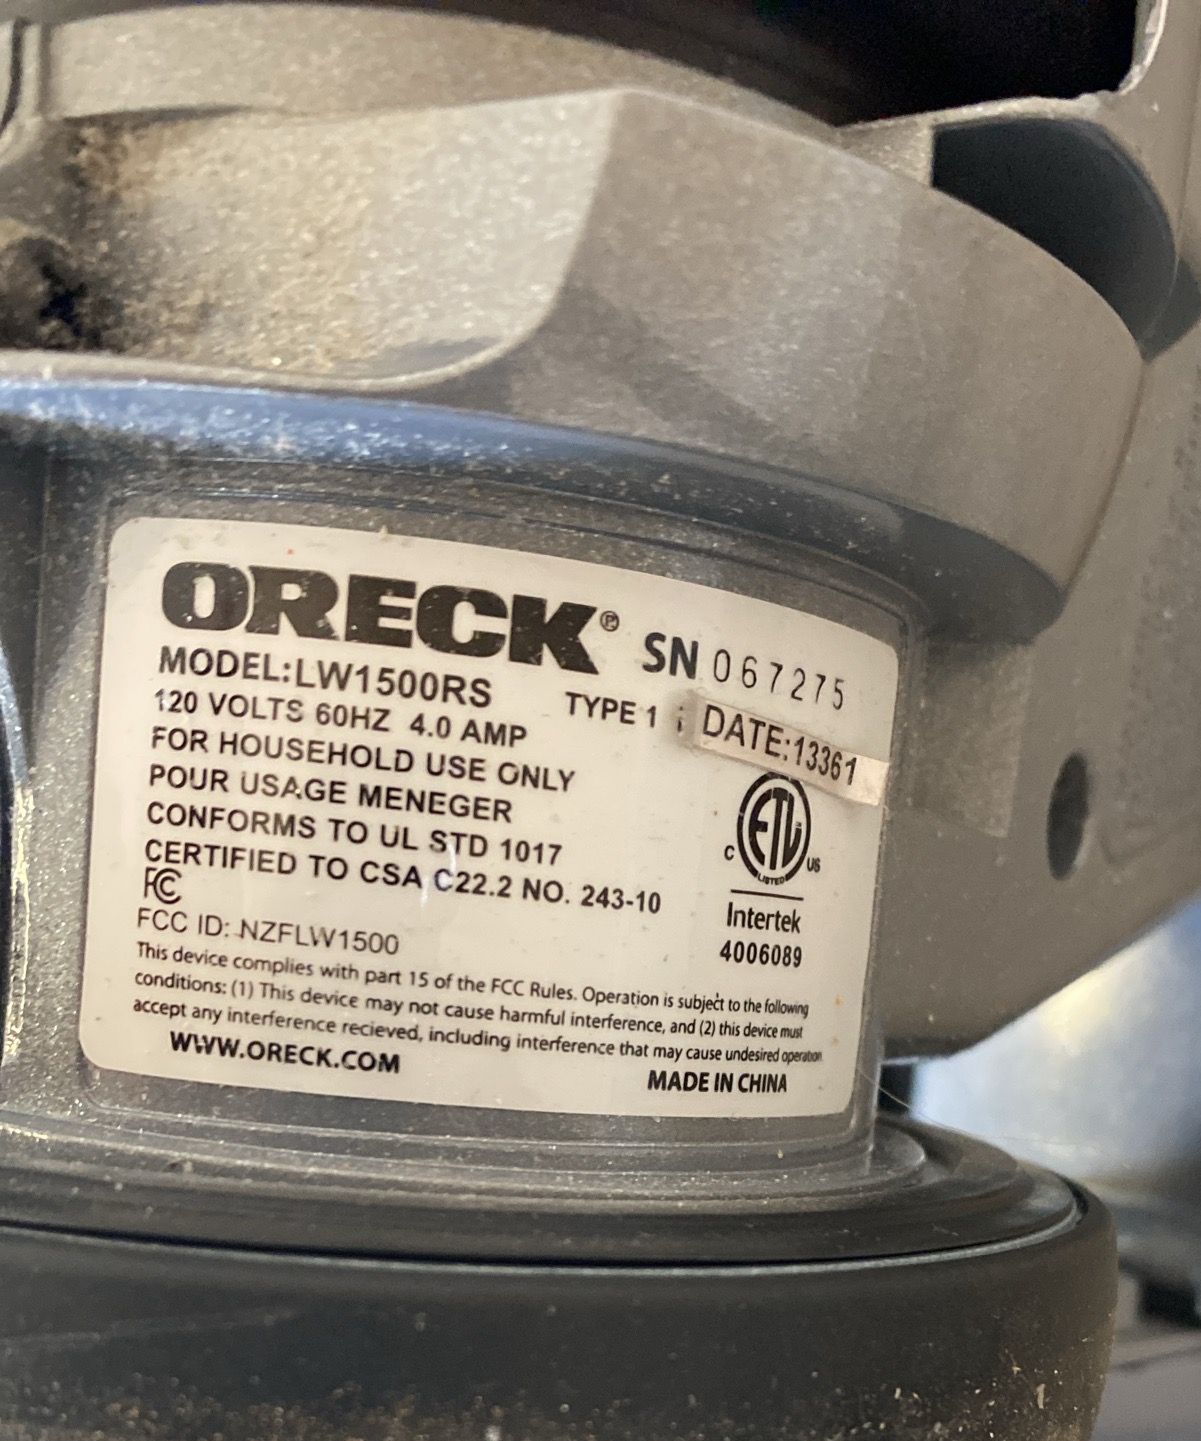 ORECK® SN 067275
MODEL:LW1500RS TYPE 1 ; DATE:13361
120 VOLTS 60HZ 4.0 AMP
FOR HOUSEHOLD USE ONLY
POUR USAGE MENEGER
CONFORMS TO UL STD 1017
CERTIFIED TO CSA C22.2 NO. 243-10
FC
C ETL US
LISTED
Intertek
4006089
FCC ID: NZFLW1500
This device complies with part 15 of the FCC Rules. Operation is subject to the following
conditions: (1) This device may not cause harmful interference, and (2) this device must
accept any interference recieved, including interference that may cause undesired operation
WWW.ORECK.COM
MADE IN CHINA